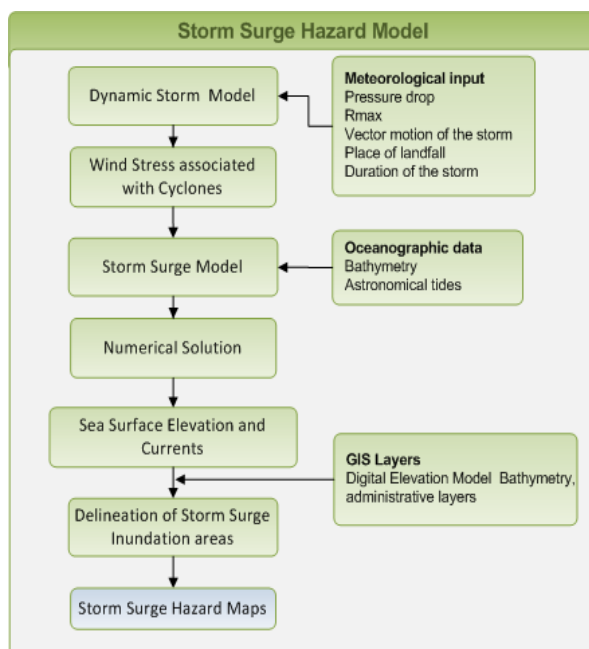 Storm Surge Hazard Model
Dynamic Storm Model
Meteorological input
Pressure drop
Rmax
Vector motion of the storm
Place of landfall
Duration of the storm
Wind Stress associated
with Cyclones
Storm Surge Model
Oceanographic data
Bathymetry
Astronomical tides
Numerical Solution
Sea Surface Elevation and
Currents
GIS Layers
Digital Elevation Model Bathymetry,
administrative layers
Delineation of Storm Surge
Inundation areas
Storm Surge Hazard Maps